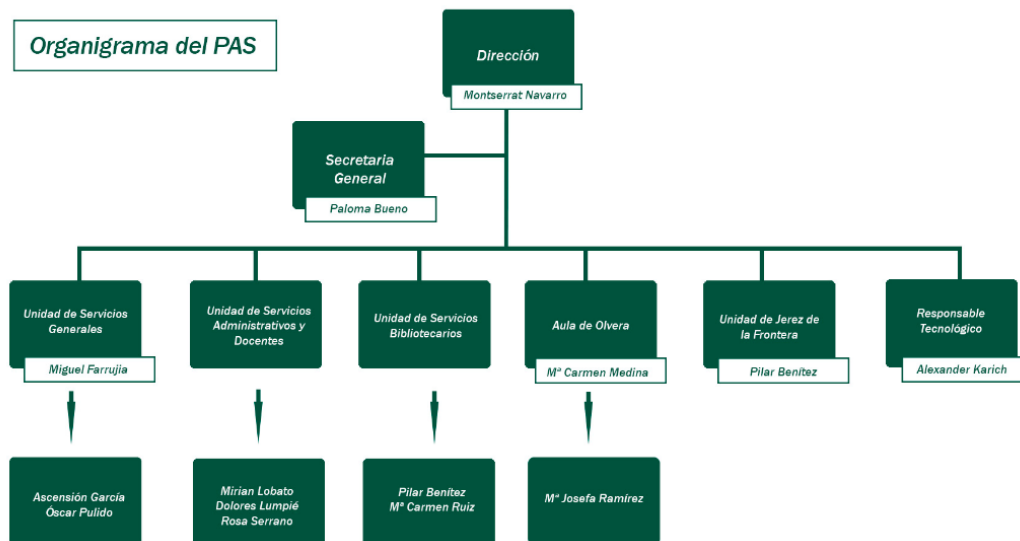 Organigrama del PAS
Dirección
Montserrat Navarro
Secretaria
General
Paloma Bueno
Unidad de Servicios
Generales
Miguel Farrujia
Unidad de Servicios
Administrativos y
Docentes
Unidad de Servicios
Bibliotecarios
Aula de Olvera
Mª Carmen Medina
Unidad de Jerez de
la Frontera
Pilar Benítez
Responsable
Tecnológico
Alexander Karich
Ascensión García
Óscar Pulido
Mirian Lobato
Dolores Lumpié
Rosa Serrano
Pilar Benítez
Mª Carmen Ruiz
Mª Josefa Ramírez